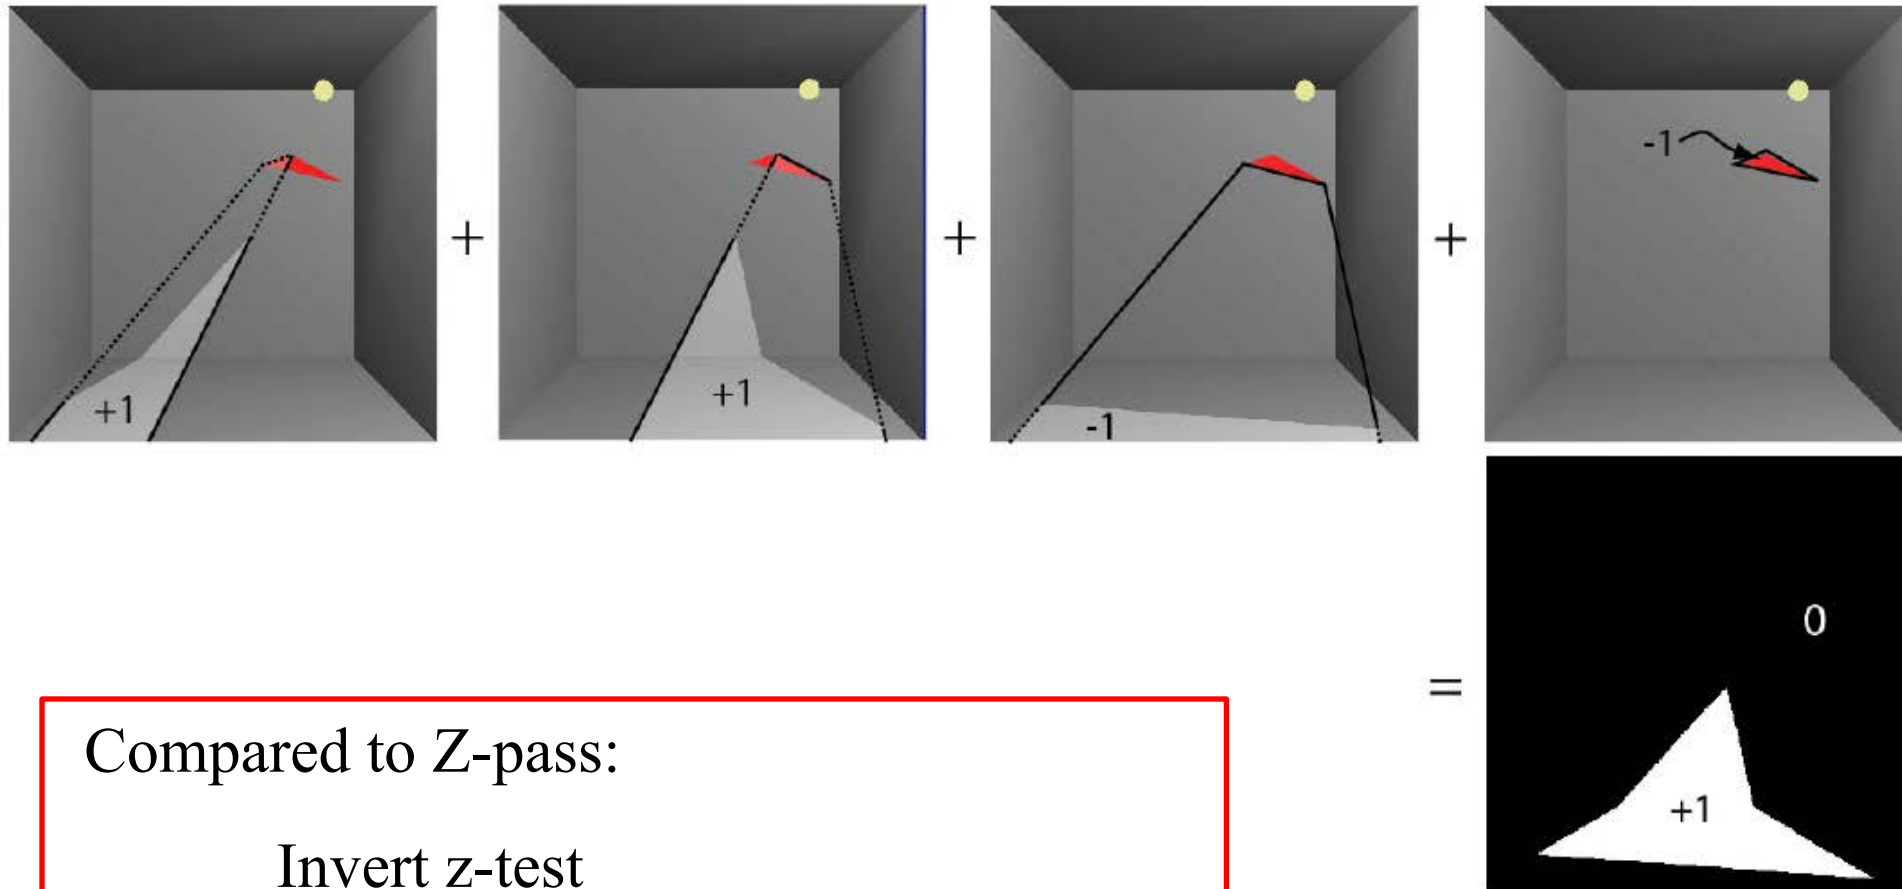 + + +
-1
+1 +1 -1
0
=
+1
Compared to Z-pass:
Invert z-test